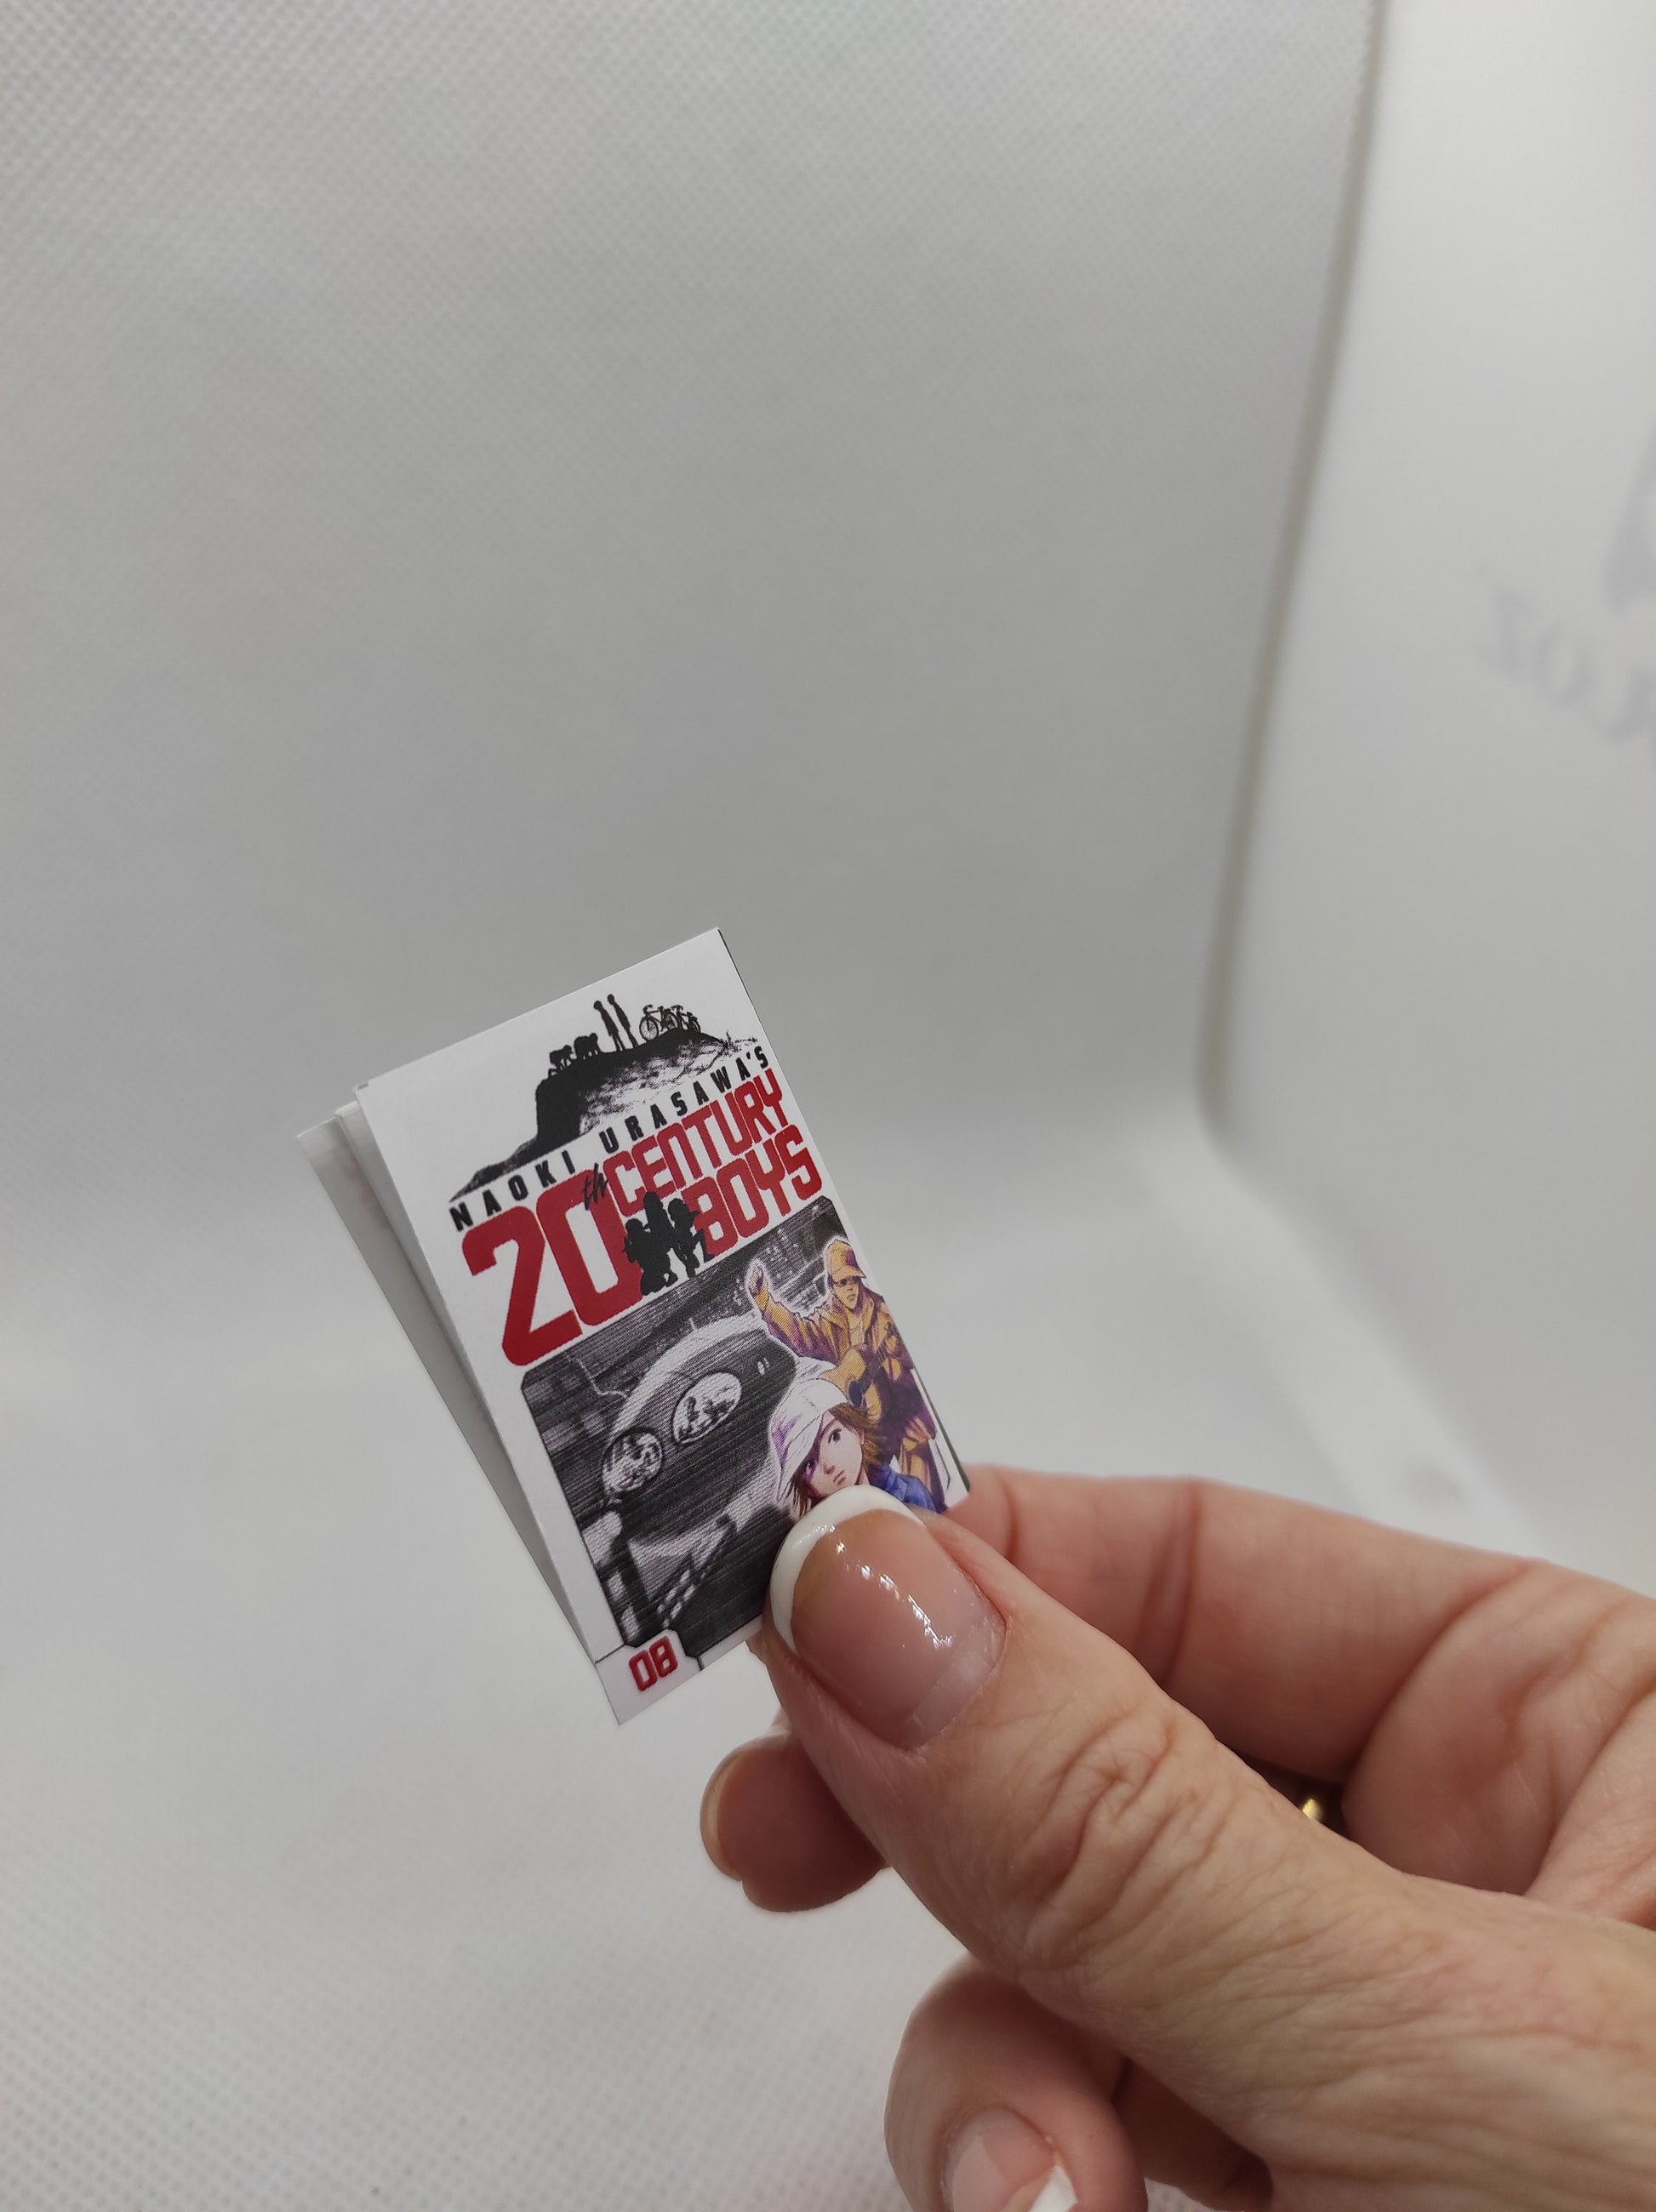 NAOKI URASAWA'S
20th CENTURY
BOYS
08